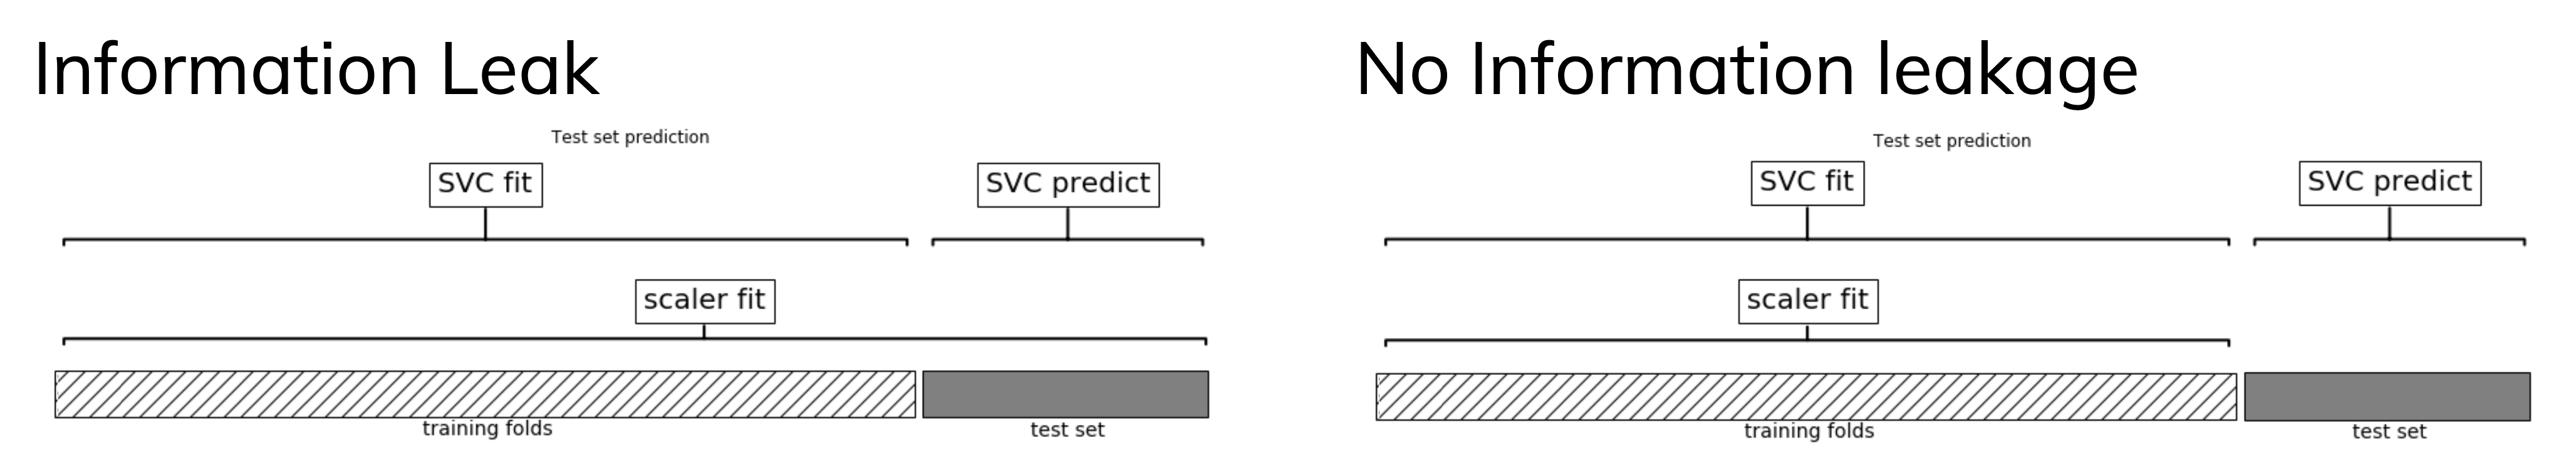 Information Leak
Test set prediction
SVC fit
SVC predict
scaler fit
training folds
test set
No Information leakage
Test set prediction
SVC fit
SVC predict
scaler fit
training folds
test set